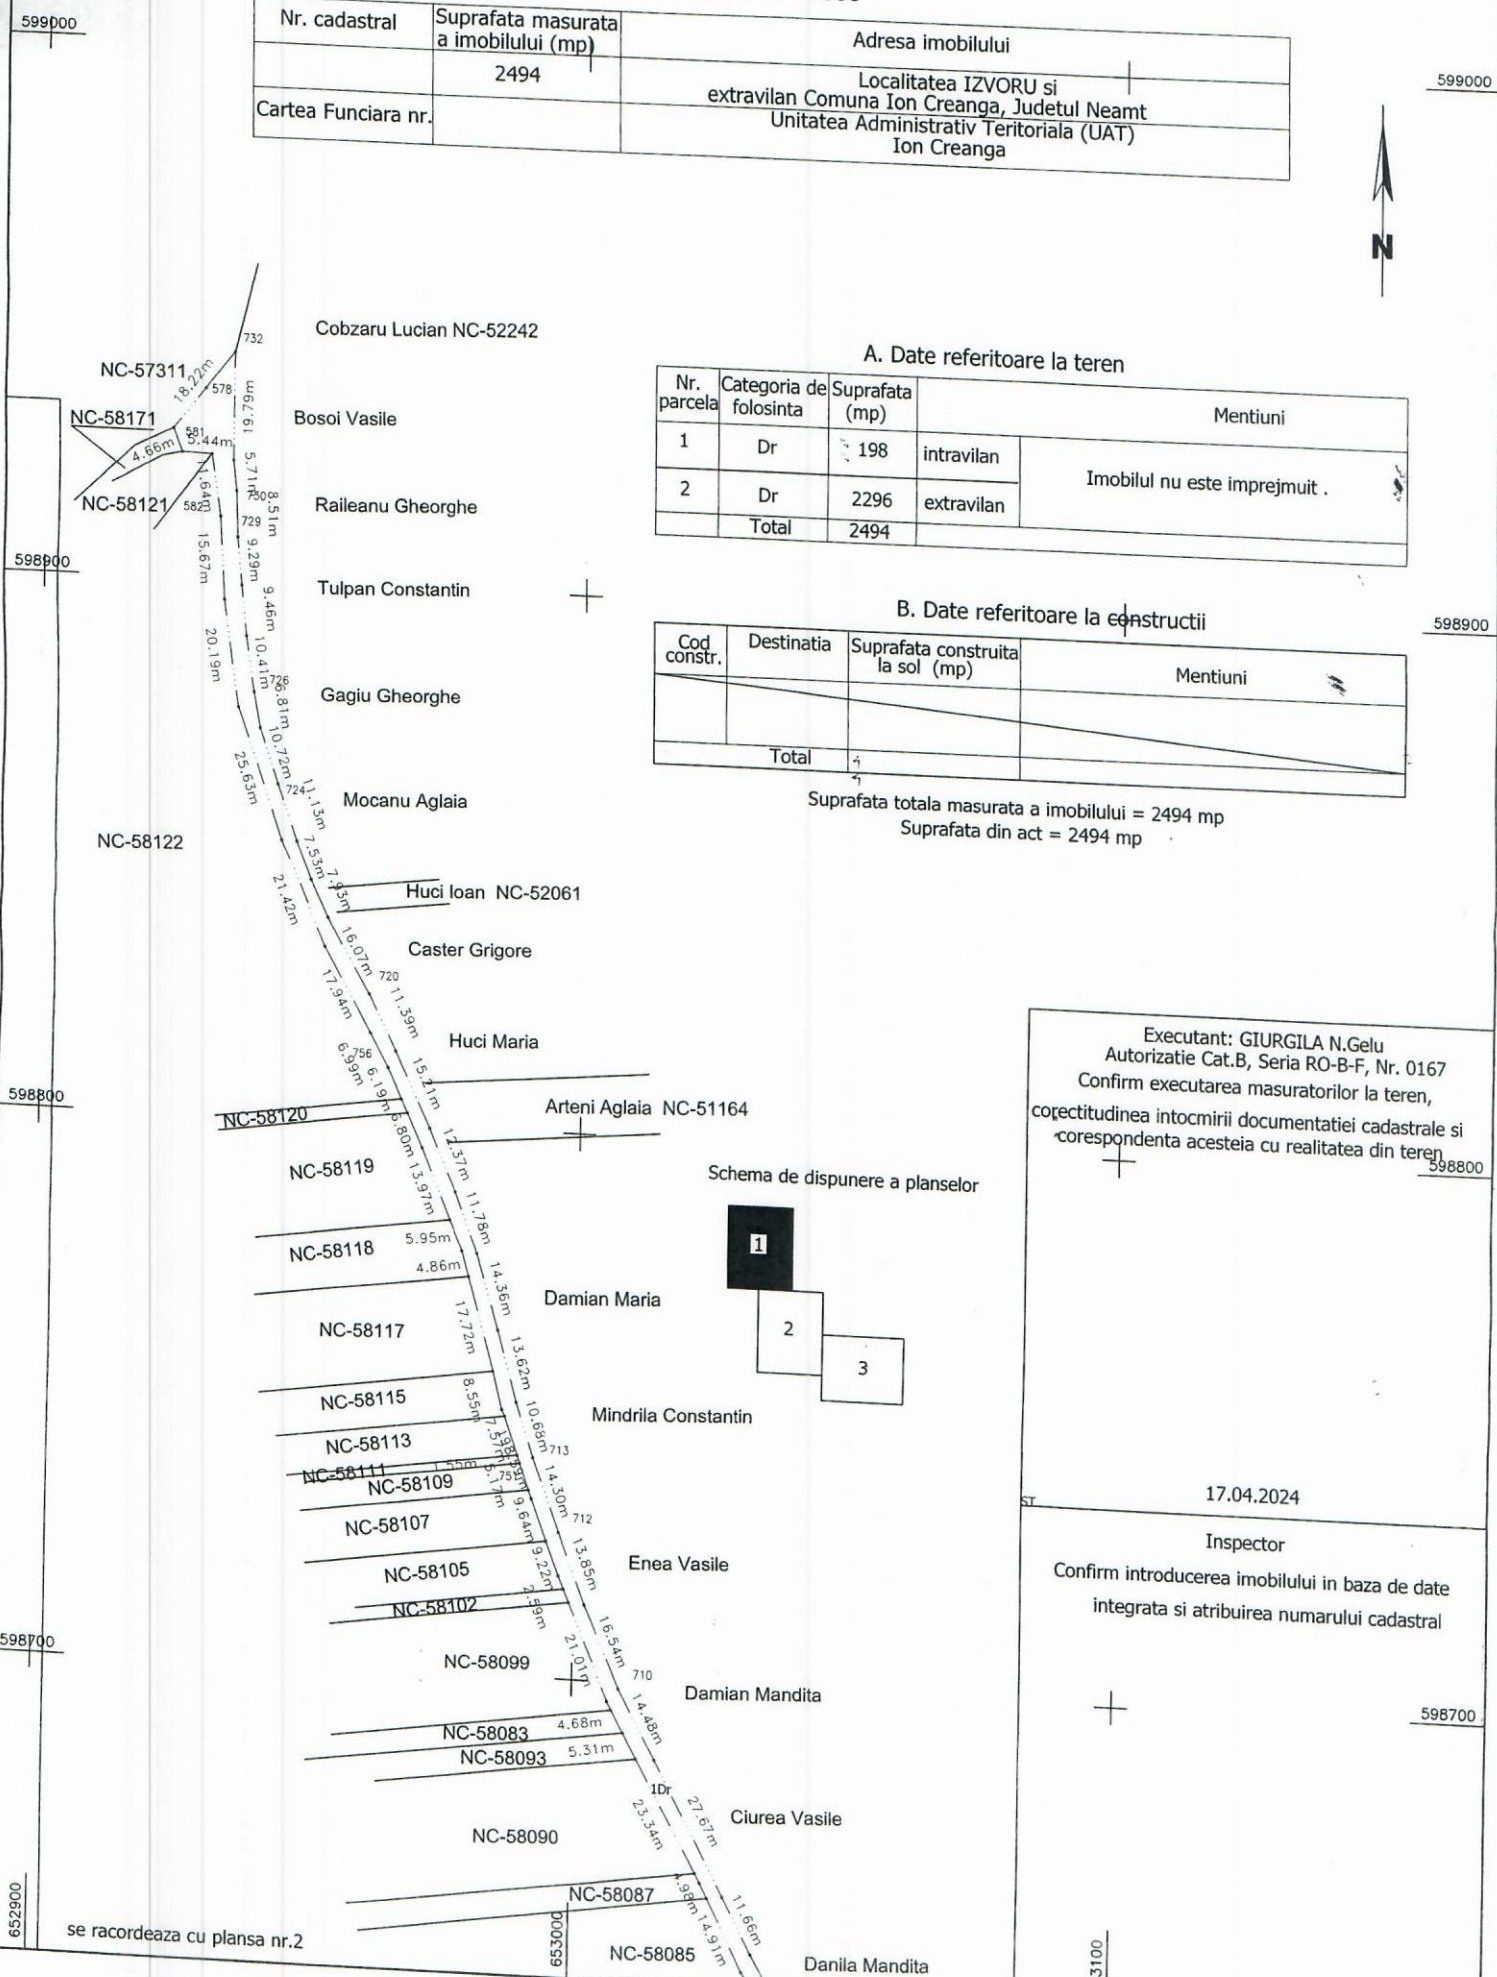 599000
Nr. cadastral
Suprafata masurata
a imobilului (mp)
Adresa imobilului
2494
Localitatea IZVORU si
extravilan Comuna Ion Creanga, Judetul Neamt
Cartea Funciara nr.
Unitatea Administrativ Teritoriala (UAT)
Ion Creanga
599000
N
732
Cobzaru Lucian NC-52242
NC-57311
18.22m
578
19.79m
NC-58171
581
5.44m
4.66m
Bosoi Vasile
5.71m
NC-58121
5823
730
8.51m
729
Raileanu Gheorghe
15.67m
9.29m
598900
Tulpan Constantin
9.46m
20.19m
10.41m
726
Gagiu Gheorghe
10.72m
25.63m
724
11.13m
Mocanu Aglaia
NC-58122
7.53m
7.93m
Huci Ioan NC-52061
21.42m
16.07m
Caster Grigore
720
17.94m
11.39m
Huci Maria
756
6.99m
6.19m
15.21m
598800
NC-58120
6.80m
Arteni Aglaia NC-51164
12.37m
NC-58119
13.97m
11.78m
5.95m
NC-58118
4.86m
14.36m
Damian Maria
NC-58117
17.72m
13.62m
NC-58115
8.55m
10.68m
Mindrila Constantin
NC-58113
7.57m
713
NC-58111
NC-58109
751
5.17m
14.30m
NC-58107
9.64m
712
NC-58105
9.22m
13.85m
Enea Vasile
NC-58102
2.59m
16.54m
598700
NC-58099
21.01m
710
Damian Mandita
14.48m
NC-58083
4.68m
NC-58093
5.31m
1Dr
23.34m
27.67m
Ciurea Vasile
NC-58090
NC-58087
4.98m
11.66m
14.91m
NC-58085
Danila Mandita
652900
se racordeaza cu plansa nr.2
653000
A. Date referitoare la teren
Nr.
parcela
Categoria de
folosinta
Suprafata
(mp)
Mentiuni
1
Dr
198
intravilan
Imobilul nu este imprejmuit .
2
Dr
2296
extravilan
Total
2494
B. Date referitoare la constructii
598900
Cod
constr.
Destinatia
Suprafata construita
la sol (mp)
Mentiuni
Total
Suprafata totala masurata a imobilului = 2494 mp
Suprafata din act = 2494 mp
Executant: GIURGILA N.Gelu
Autorizatie Cat.B, Seria RO-B-F, Nr. 0167
Confirm executarea masuratorilor la teren,
corectitudinea intocmirii documentatiei cadastrale si
corespondenta acesteia cu realitatea din teren
598800
Schema de dispunere a planselor
1
2
3
ST
17.04.2024
Inspector
Confirm introducerea imobilului in baza de date
integrata si atribuirea numarului cadastral
598700